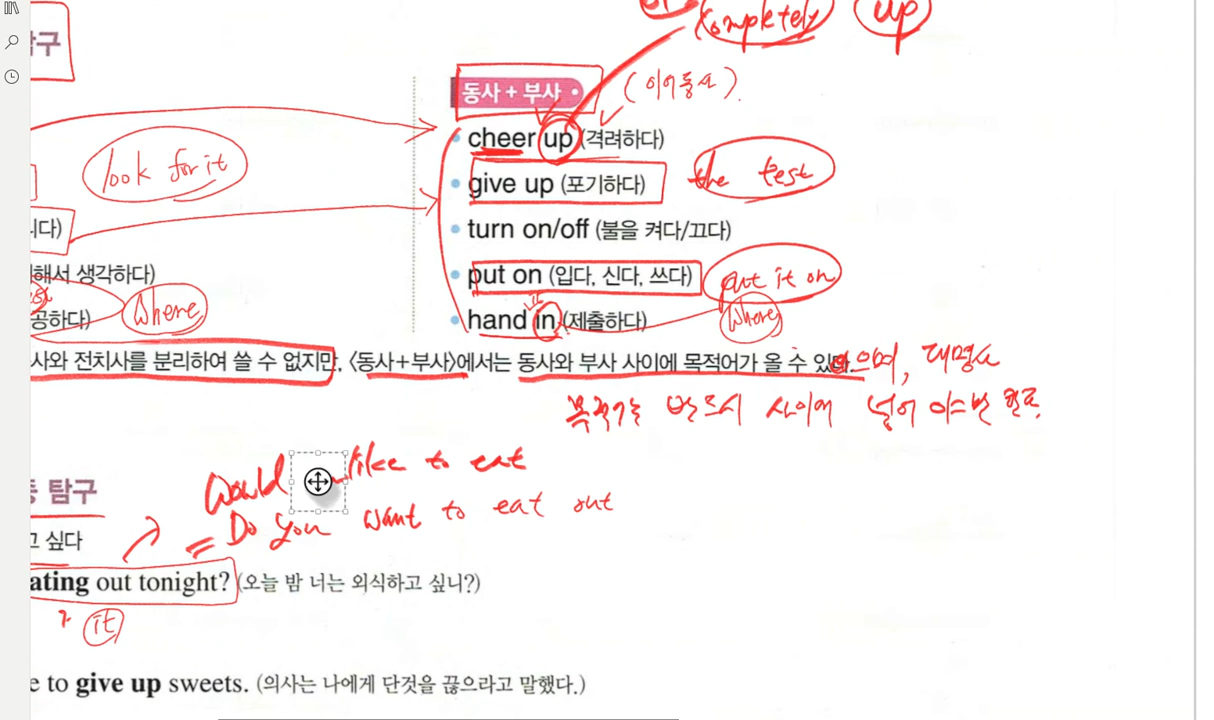 completely up
탐구
동사 + 부사
(이어동사)
cheer up (격려하다)
look for it
give up (포기하다) the test
니다) turn on/off (불을 켜다/끄다)
해서 생각하다) put on (입다, 신다, 쓰다) put it on
공하다) where hand in (제출하다) where
it
사와 전치사를 분리하여 쓸 수 없지만, 〈동사+부사〉에서는 동사와 부사 사이에 목적어가 올 수 있 으며, 대명사
목적어는 반드시 사이에 넣어
Would like to eat
동 탐구
Do you want to eat out
고 싶다
ating out tonight? (오늘 밤 너는 외식하고 싶니?)
it
e to give up sweets. (의사는 나에게 단것을 끊으라고 말했다.)